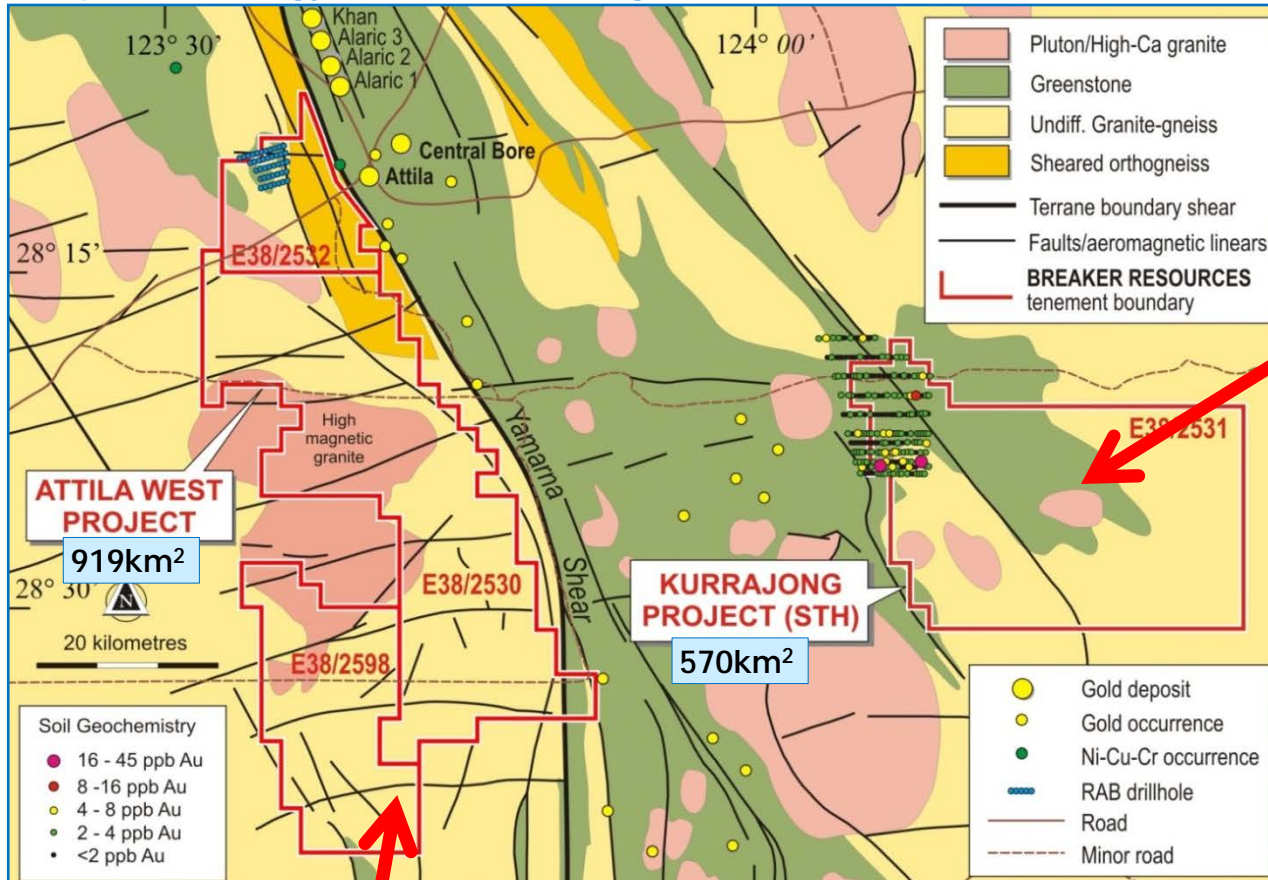 123° 30'
124° 00'
Khan
Alaric 3
Alaric 2
Alaric 1
Central Bore
Attila
Pluton/High-Ca granite
Greenstone
Undiff. Granite-gneiss
Sheared orthogneiss
Terrane boundary shear
Faults/aeromagnetic linears
BREAKER RESOURCES
tenement boundary
28° 15'
E38/2532
High
magnetic
granite
Yamarna
Shear
E38/2531
ATTILA WEST
PROJECT
919km²
28° 30'
N
20 kilometres
E38/2530
E38/2598
KURRAJONG
PROJECT (STH)
570km²
Soil Geochemistry
16 - 45 ppb Au
8 -16 ppb Au
4 - 8 ppb Au
2 - 4 ppb Au
<2 ppb Au
Gold deposit
Gold occurrence
Ni-Cu-Cr occurrence
RAB drillhole
Road
Minor road